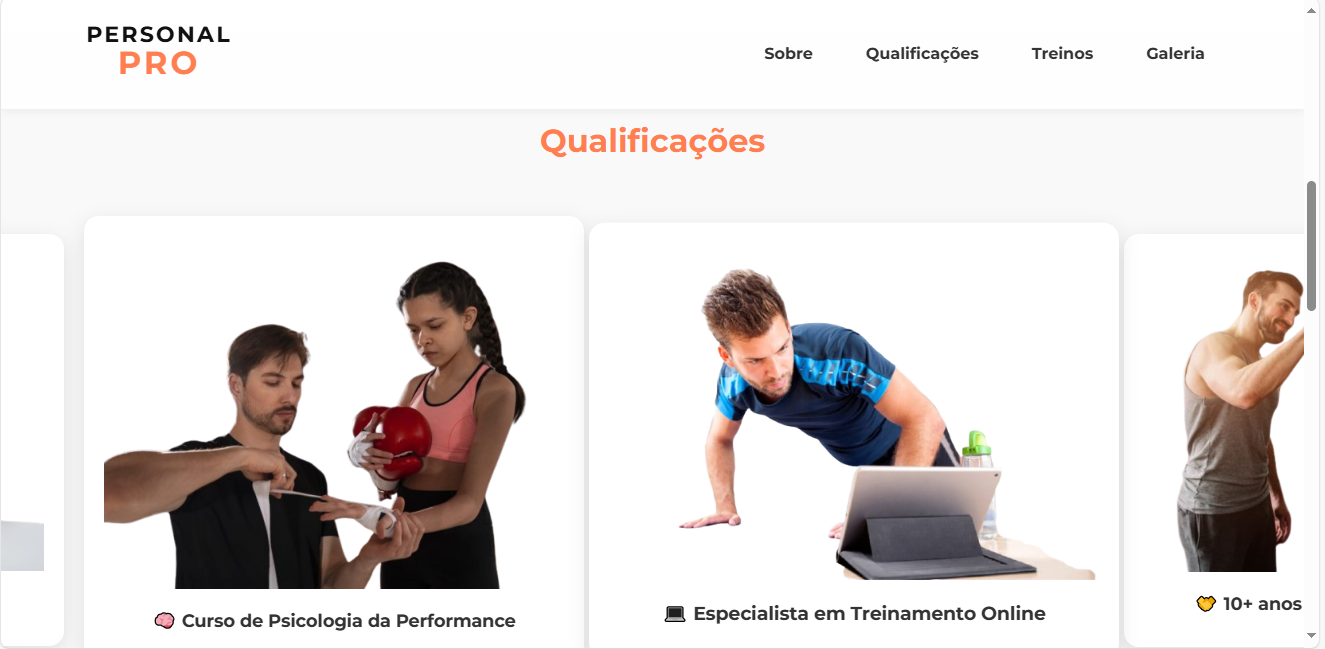 PERSONAL
PRO
Sobre Qualificações Treinos Galeria
Qualificações
🧠 Curso de Psicologia da Performance
💻 Especialista em Treinamento Online
10+ anos